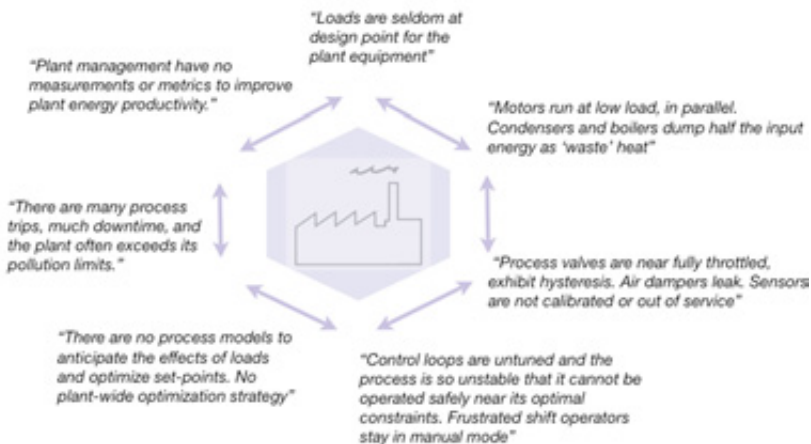 “Loads are seldom at
design point for the
plant equipment”
“Plant management have no
measurements or metrics to improve
plant energy productivity.”
“Motors run at low load, in parallel.
Condensers and boilers dump half the input
energy as ‘waste’ heat”
“There are many process
trips, much downtime, and
the plant often exceeds its
pollution limits.”
“Process valves are near fully throttled,
exhibit hysteresis. Air dampers leak. Sensors
are not calibrated or out of service”
“There are no process models to
anticipate the effects of loads
and optimize set-points. No
plant-wide optimization strategy”
“Control loops are untuned and the
process is so unstable that it cannot be
operated safely near its optimal
constraints. Frustrated shift operators
stay in manual mode”